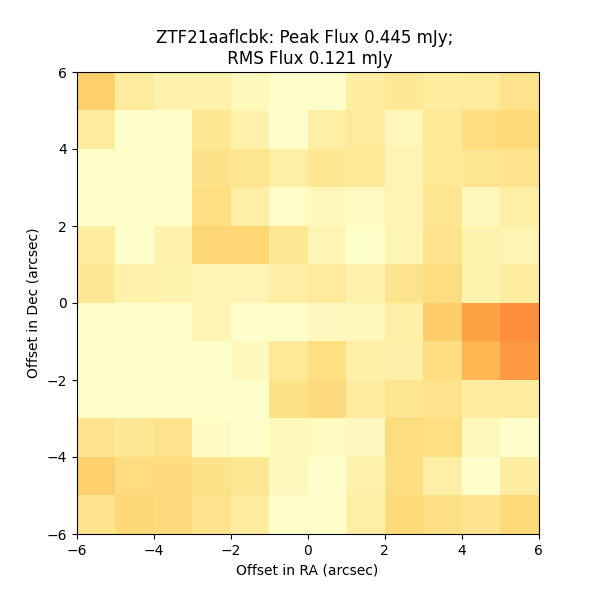 ZTF21aaflcbk: Peak Flux 0.445 mJy;
RMS Flux 0.121 mJy
6
4
2
0
−2
−4
−6
Offset in Dec (arcsec)
−6 −4 −2 0 2 4 6
Offset in RA (arcsec)